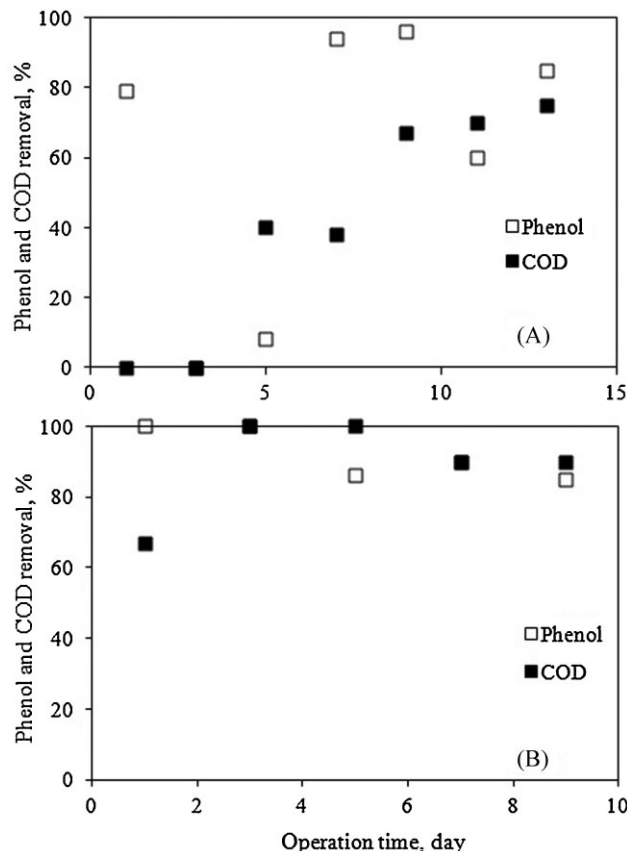 Phenol and COD removal, %
100
80
60
40
20
0
Phenol
COD
(A)
0 5 10 15
Phenol and COD removal, %
100
80
60
40
20
0
Phenol
COD
(B)
0 2 4 6 8 10
Operation time, day